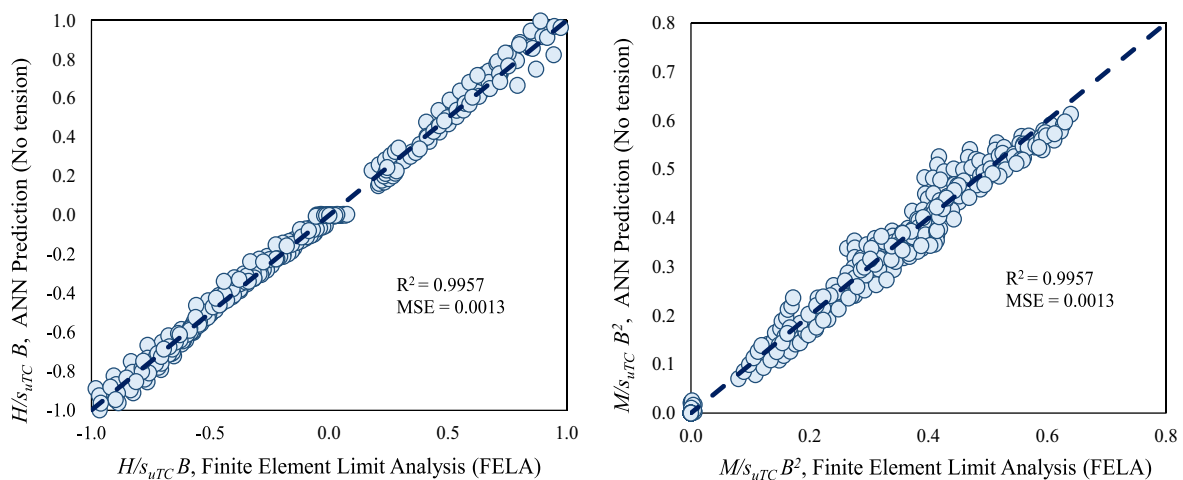 H/s_uTC B, ANN Prediction (No tension)
1.0
0.8
0.6
0.4
0.2
0.0
-0.2
-0.4
-0.6
-0.8
-1.0
R² = 0.9957
MSE = 0.0013
-1.0 -0.5 0.0 0.5 1.0
H/s_uTC B, Finite Element Limit Analysis (FELA)
M/s_uTC B², ANN Prediction (No tension)
0.8
0.7
0.6
0.5
0.4
0.3
0.2
0.1
0.0
R² = 0.9957
MSE = 0.0013
0.0 0.2 0.4 0.6 0.8
M/s_uTC B², Finite Element Limit Analysis (FELA)